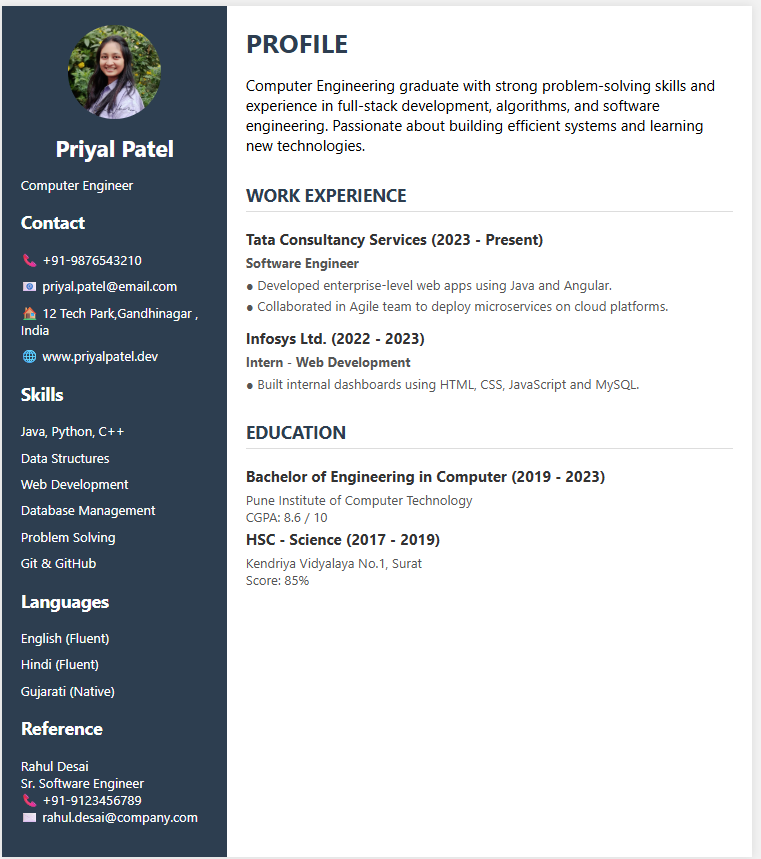 Priyal Patel
Computer Engineer
Contact
📞 +91-9876543210
📧 priyal.patel@email.com
🏠 12 Tech Park,Gandhinagar ,
India
🌐 www.priyalpatel.dev
Skills
Java, Python, C++
Data Structures
Web Development
Database Management
Problem Solving
Git & GitHub
Languages
English (Fluent)
Hindi (Fluent)
Gujarati (Native)
Reference
Rahul Desai
Sr. Software Engineer
📞 +91-9123456789
✉️ rahul.desai@company.com
PROFILE
Computer Engineering graduate with strong problem-solving skills and
experience in full-stack development, algorithms, and software
engineering. Passionate about building efficient systems and learning
new technologies.
WORK EXPERIENCE
Tata Consultancy Services (2023 - Present)
Software Engineer
● Developed enterprise-level web apps using Java and Angular.
● Collaborated in Agile team to deploy microservices on cloud platforms.
Infosys Ltd. (2022 - 2023)
Intern - Web Development
● Built internal dashboards using HTML, CSS, JavaScript and MySQL.
EDUCATION
Bachelor of Engineering in Computer (2019 - 2023)
Pune Institute of Computer Technology
CGPA: 8.6 / 10
HSC - Science (2017 - 2019)
Kendriya Vidyalaya No.1, Surat
Score: 85%